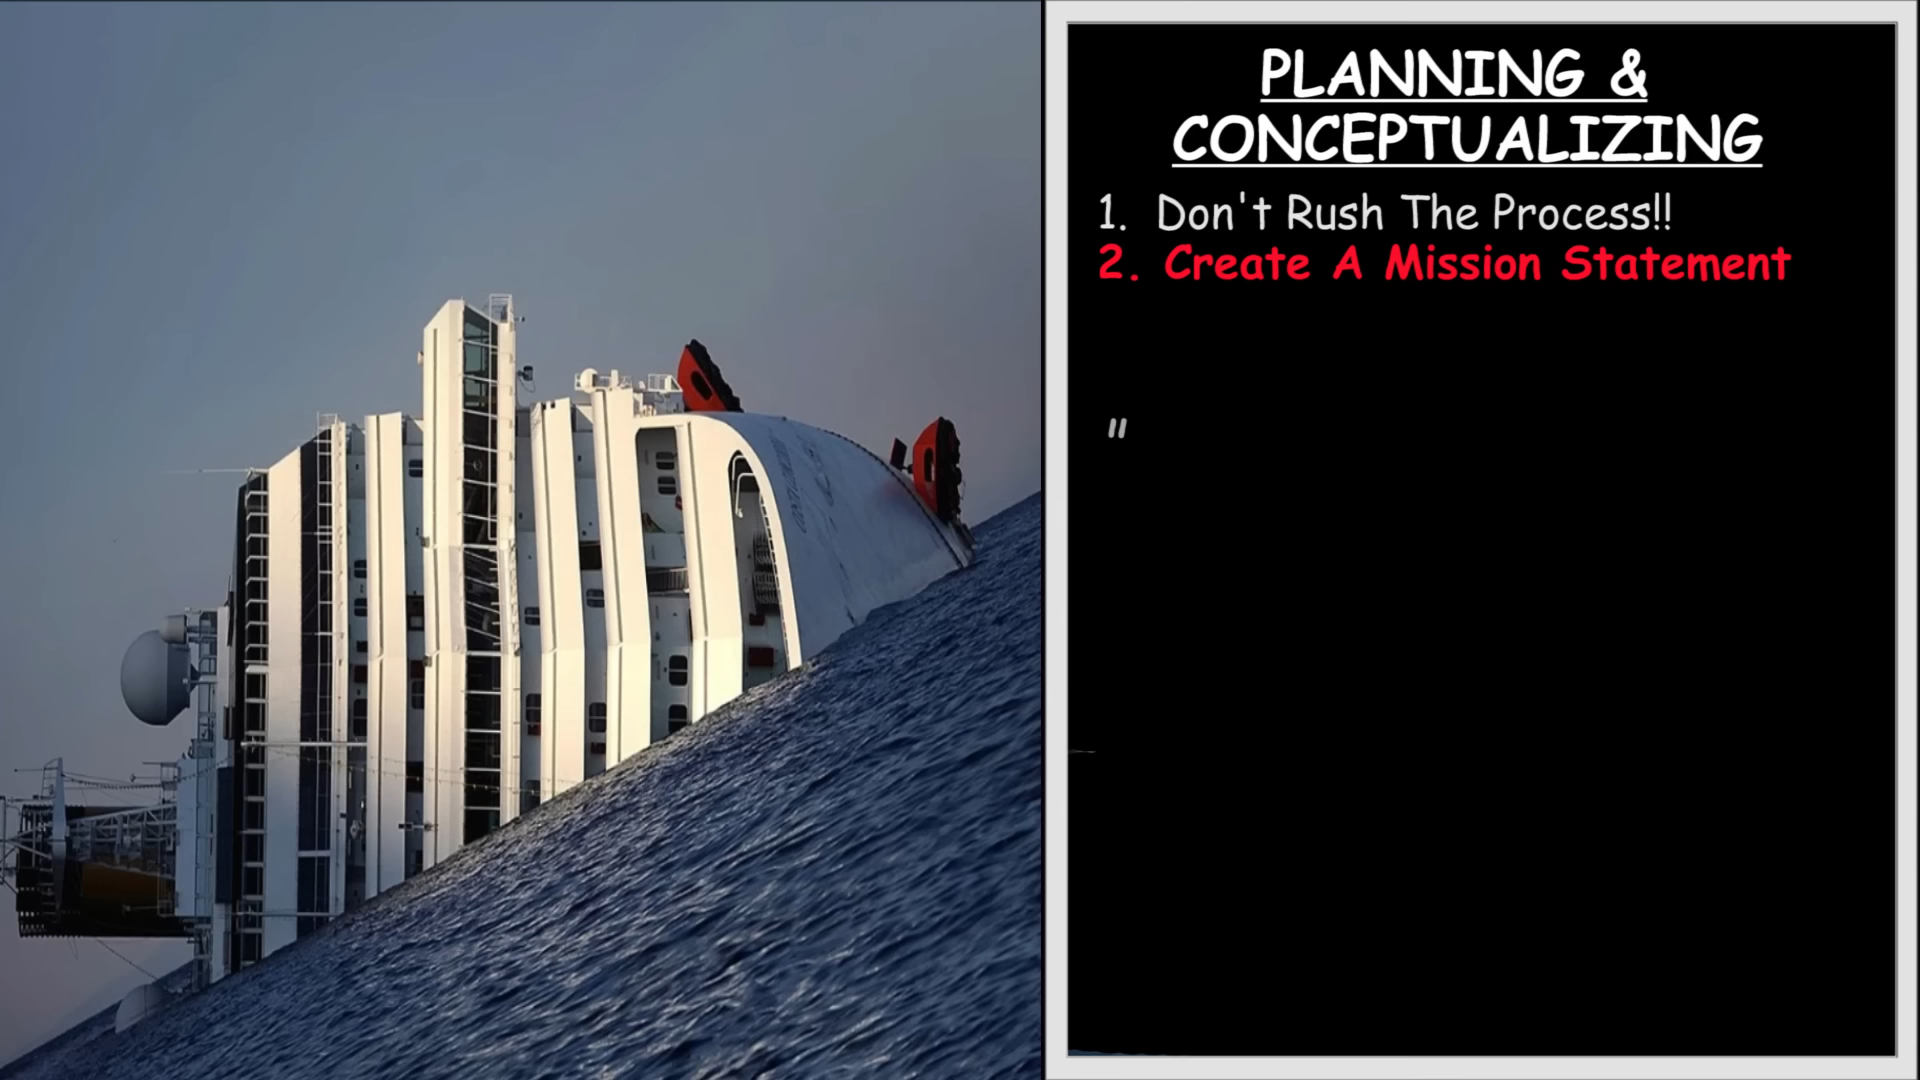 PLANNING &
CONCEPTUALIZING
1. Don't Rush The Process!!
2. Create A Mission Statement
"